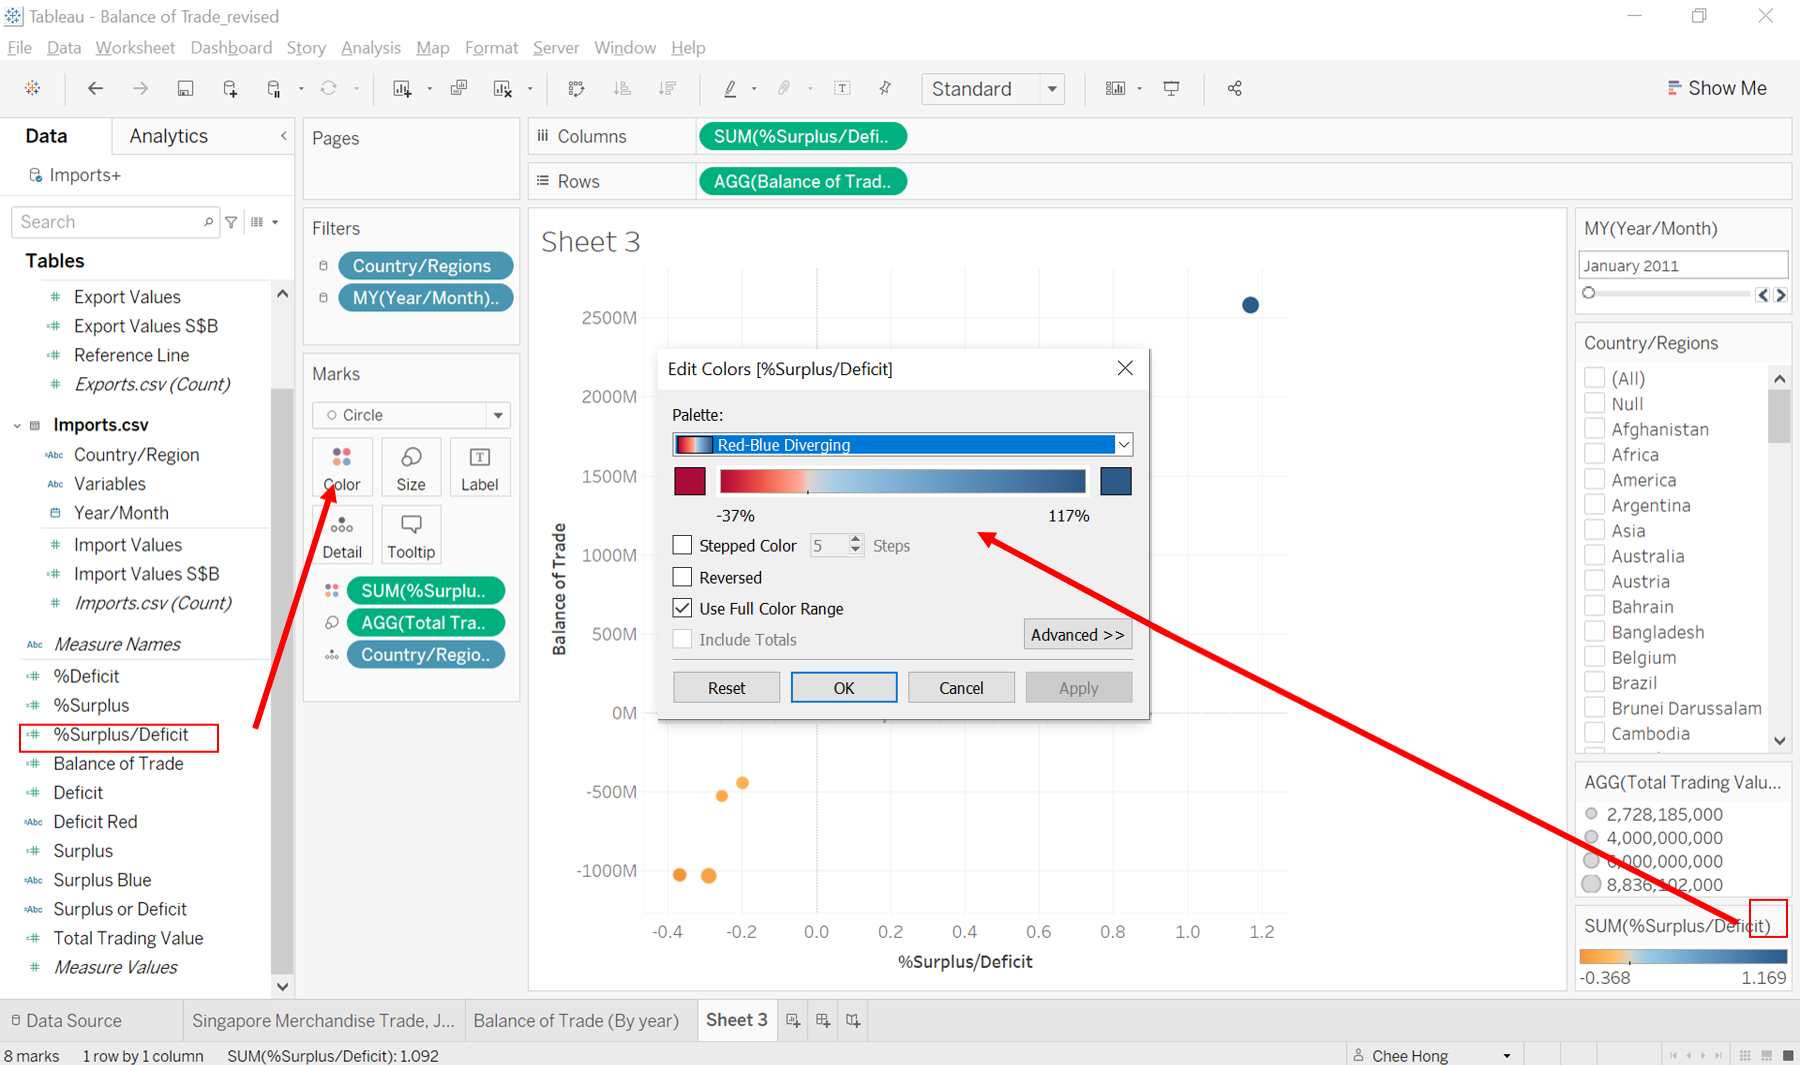 Tableau - Balance of Trade_revised
File Data Worksheet Dashboard Story Analysis Map Format Server Window Help
Standard
Show Me
Data
Analytics
Imports+
Search
Tables
Export Values
Export Values S$B
Reference Line
Exports.csv (Count)
Imports.csv
Abc Country/Region
Abc Variables
Year/Month
Import Values
Import Values S$B
Imports.csv (Count)
Abc Measure Names
%Deficit
%Surplus
%Surplus/Deficit
Balance of Trade
Deficit
Abc Deficit Red
Surplus
Abc Surplus Blue
Abc Surplus or Deficit
Total Trading Value
Measure Values
Pages
Filters
Country/Regions
MY(Year/Month)..
Marks
Circle
Color
Size
T
Label
Detail
Tooltip
SUM(%Surplu..
AGG(Total Tra..
Country/Regio..
Columns
SUM(%Surplus/Defi..
Rows
AGG(Balance of Trad..
Sheet 3
2500M
2000M
1500M
1000M
500M
0M
-500M
-1000M
Balance of Trade
-0.4 -0.2 0.0 0.2 0.4 0.6 0.8 1.0 1.2
%Surplus/Deficit
Edit Colors [%Surplus/Deficit]
Palette:
Red-Blue Diverging
-37%
117%
Stepped Color 5 Steps
Reversed
Use Full Color Range
Include Totals
Advanced >>
Reset
OK
Cancel
Apply
MY(Year/Month)
January 2011
Country/Regions
(All)
Null
Afghanistan
Africa
America
Argentina
Asia
Australia
Austria
Bahrain
Bangladesh
Belgium
Brazil
Brunei Darussalam
Cambodia
AGG(Total Trading Valu...
2,728,185,000
4,000,000,000
6,000,000,000
8,836,102,000
SUM(%Surplus/Deficit)
-0.368
1.169
Data Source
Singapore Merchandise Trade, J...
Balance of Trade (By year)
Sheet 3
8 marks
1 row by 1 column
SUM(%Surplus/Deficit): 1.092
Chee Hong